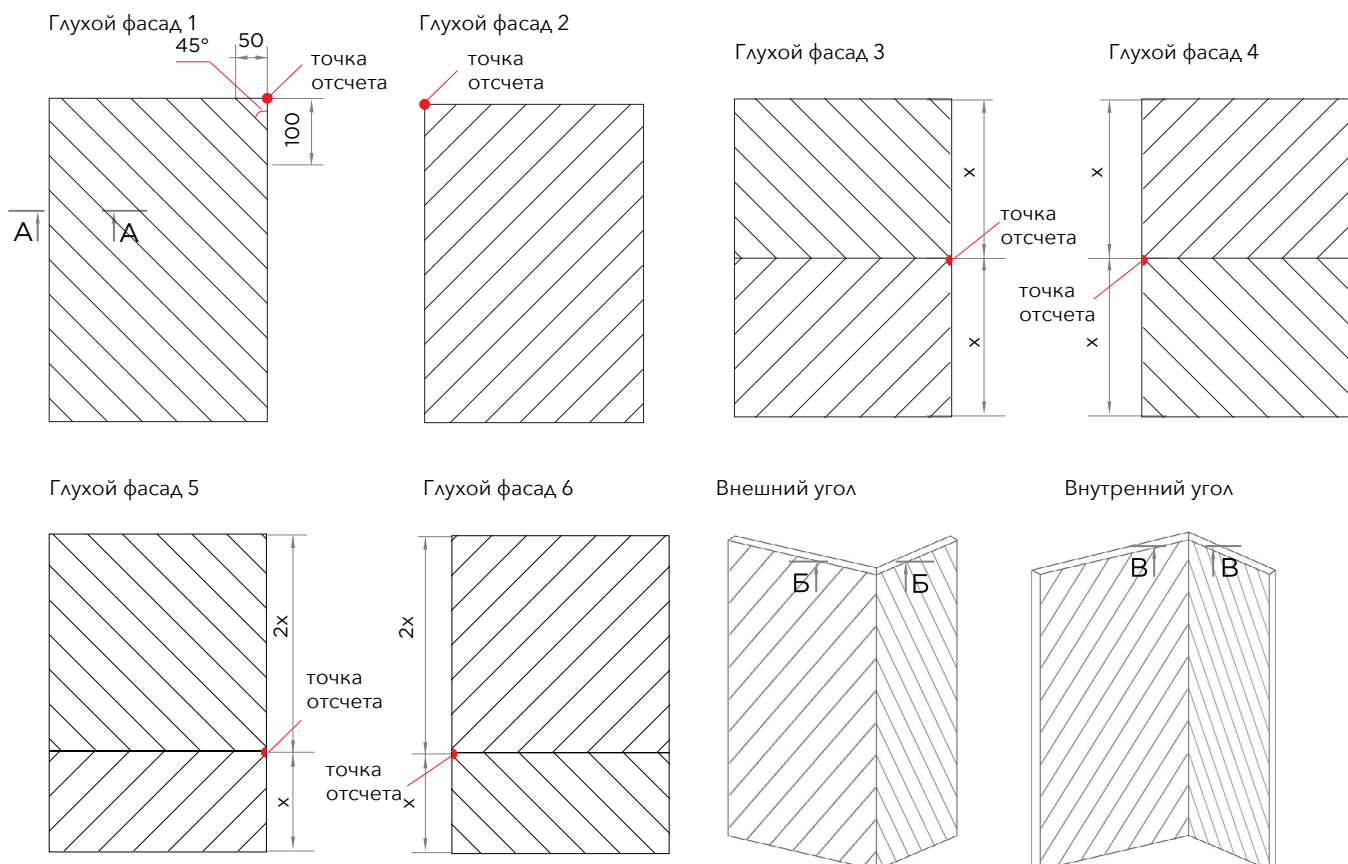 Глухой фасад 1
45°
50
точка
отсчета
100
А
А
Глухой фасад 2
точка
отсчета
Глухой фасад 3
x
точка
отсчета
x
Глухой фасад 4
x
точка
отсчета
x
Глухой фасад 5
2x
точка
отсчета
x
Глухой фасад 6
2x
точка
отсчета
x
Внешний угол
Б
Б
Внутренний угол
В
В